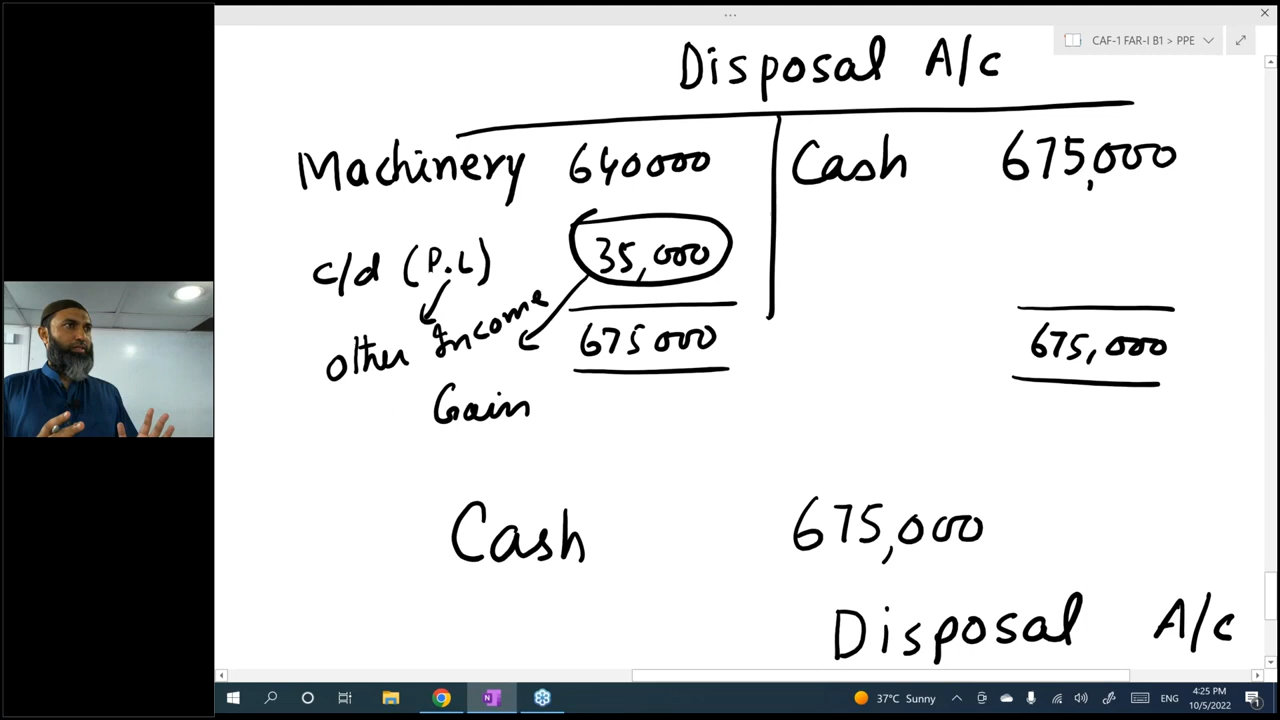 CAF-1 FAR-I B1 > PPE
Disposal A/c
Machinery 640000 Cash 675,000
c/d (P.L) 35,000
other Income 675000 675,000
Gain
Cash 675,000
Disposal A/c
37°C Sunny ENG 4:25 PM
10/5/2022